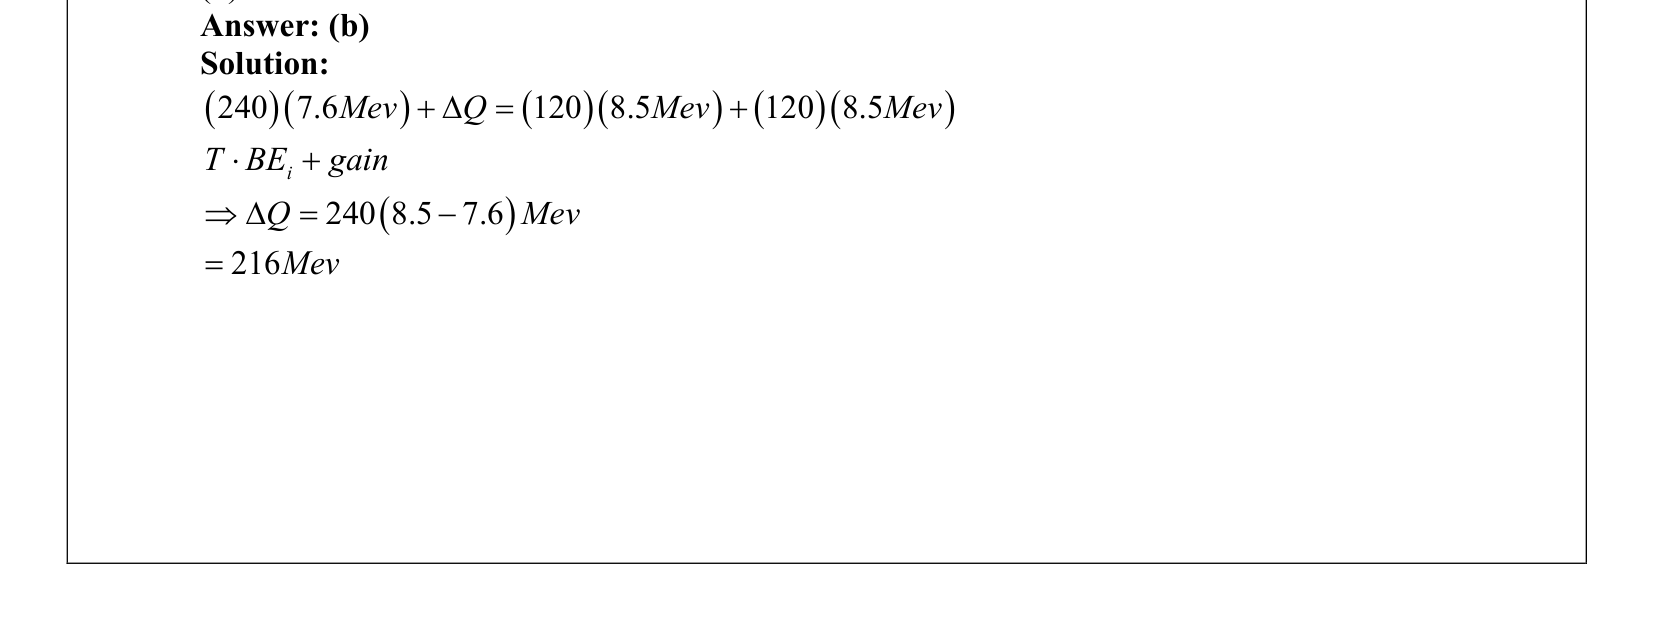 Answer: (b)
Solution:
(240)(7.6Mev) + ΔQ = (120)(8.5Mev) + (120)(8.5Mev)
T · BEᵢ + gain
⇒ ΔQ = 240(8.5 – 7.6) Mev
= 216Mev